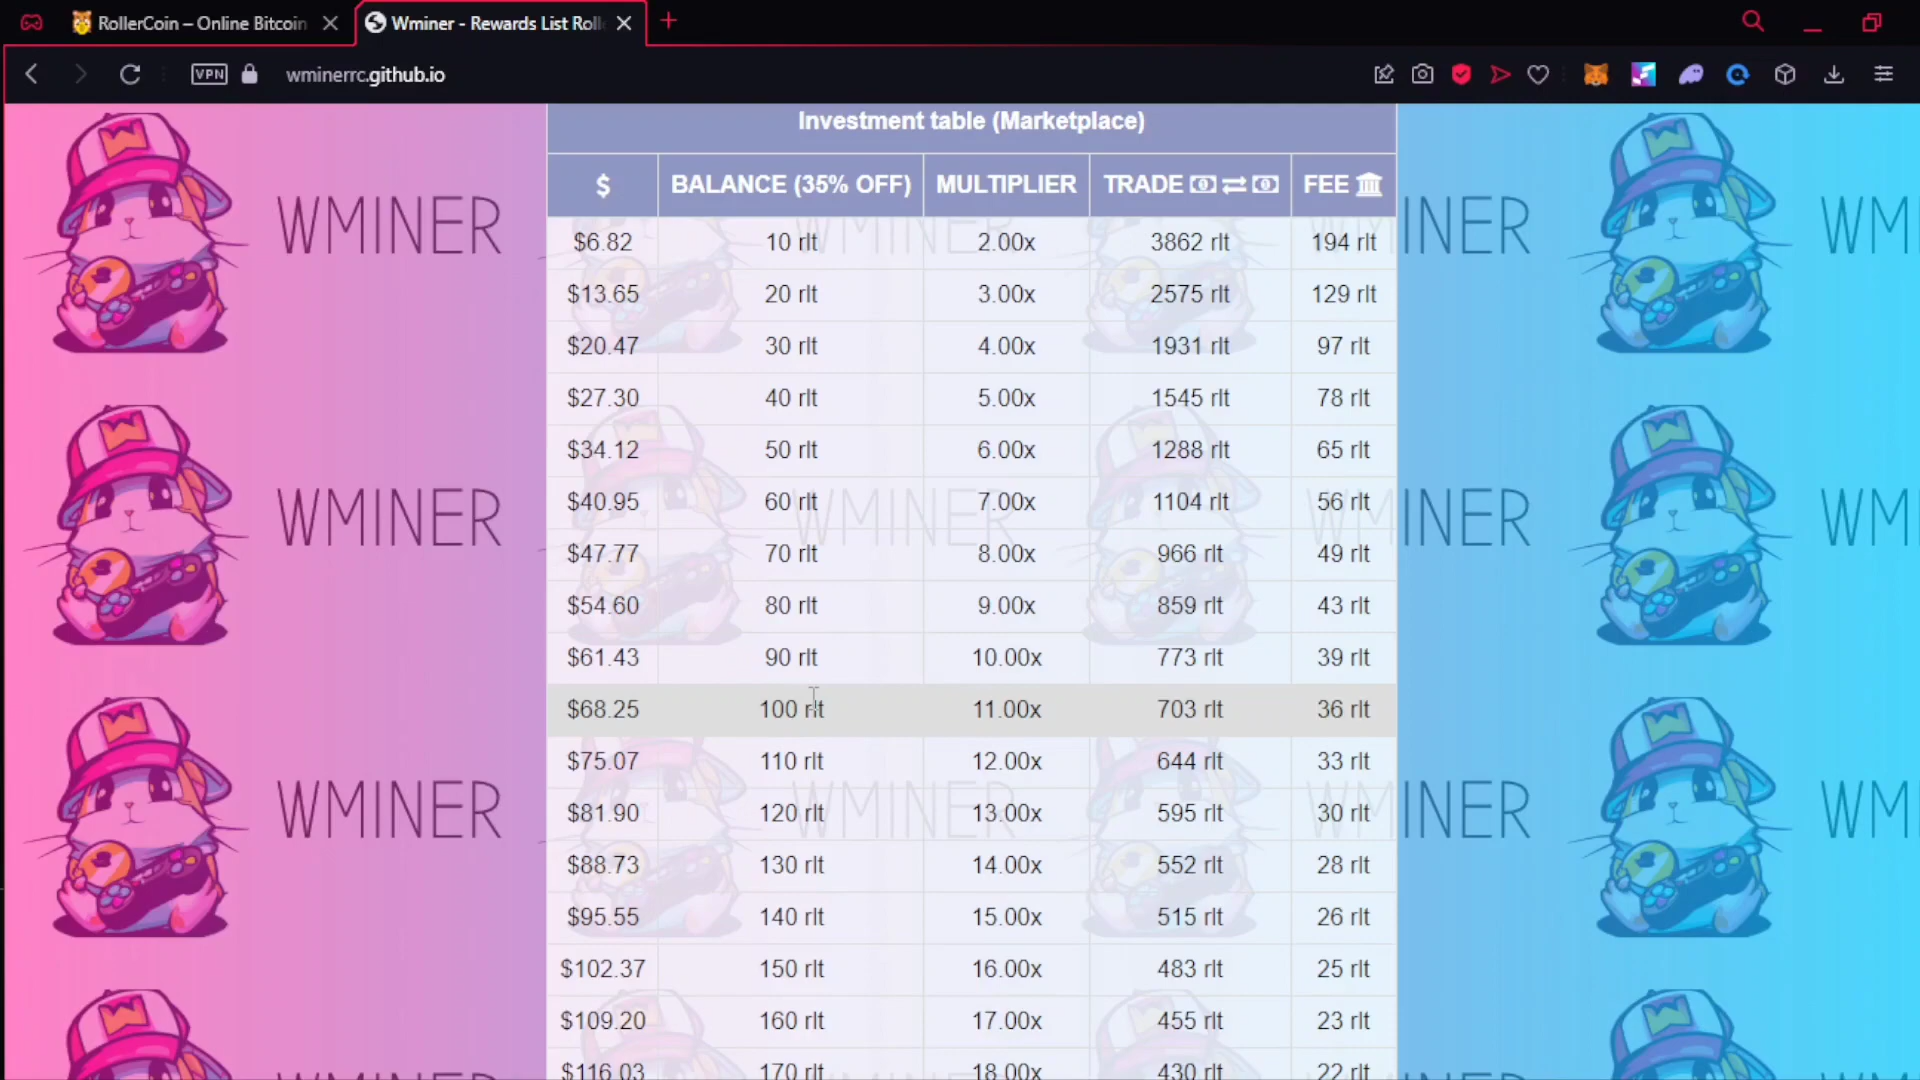 RollerCoin – Online Bitcoin
Wminer - Rewards List Roll
VPN wminerrc.github.io
Investment table (Marketplace)
$ BALANCE (35% OFF) MULTIPLIER TRADE FEE
$6.82 10 rlt 2.00x 3862 rlt 194 rlt
$13.65 20 rlt 3.00x 2575 rlt 129 rlt
$20.47 30 rlt 4.00x 1931 rlt 97 rlt
$27.30 40 rlt 5.00x 1545 rlt 78 rlt
$34.12 50 rlt 6.00x 1288 rlt 65 rlt
$40.95 60 rlt 7.00x 1104 rlt 56 rlt
$47.77 70 rlt 8.00x 966 rlt 49 rlt
$54.60 80 rlt 9.00x 859 rlt 43 rlt
$61.43 90 rlt 10.00x 773 rlt 39 rlt
$68.25 100 rlt 11.00x 703 rlt 36 rlt
$75.07 110 rlt 12.00x 644 rlt 33 rlt
$81.90 120 rlt 13.00x 595 rlt 30 rlt
$88.73 130 rlt 14.00x 552 rlt 28 rlt
$95.55 140 rlt 15.00x 515 rlt 26 rlt
$102.37 150 rlt 16.00x 483 rlt 25 rlt
$109.20 160 rlt 17.00x 455 rlt 23 rlt
$116.03 170 rlt 18.00x 430 rlt 22 rlt
WMINER WMINER WMINER WM
WMINER WMINER WMINER WM
WMINER WMINER WMINER WM